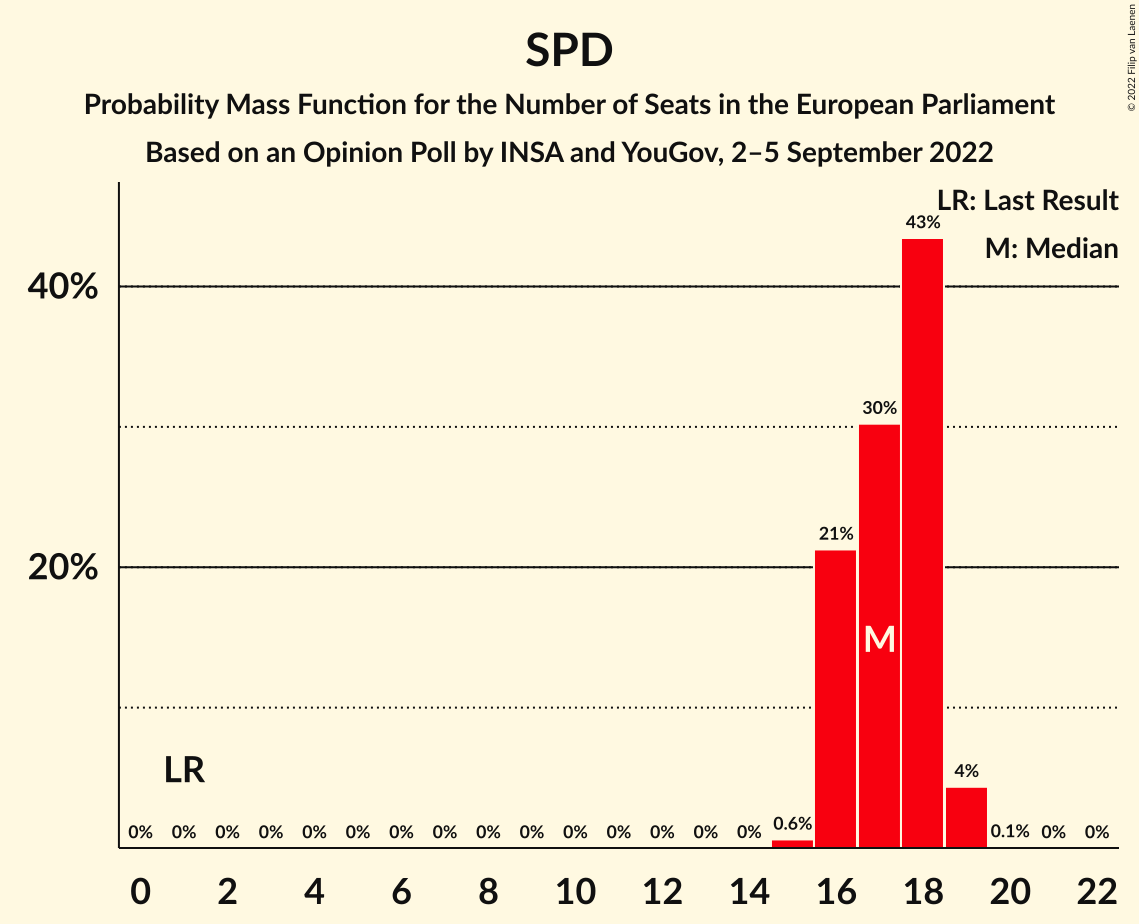 SPD
Probability Mass Function for the Number of Seats in the European Parliament
Based on an Opinion Poll by INSA and YouGov, 2–5 September 2022
© 2022 Filip van Laenen
LR: Last Result
M: Median
43%
40%
30%
21%
20%
M
LR
4%
0% 0% 0% 0% 0% 0% 0% 0% 0% 0% 0% 0% 0% 0% 0% 0.6% 0.1% 0% 0%
0 2 4 6 8 10 12 14 16 18 20 22